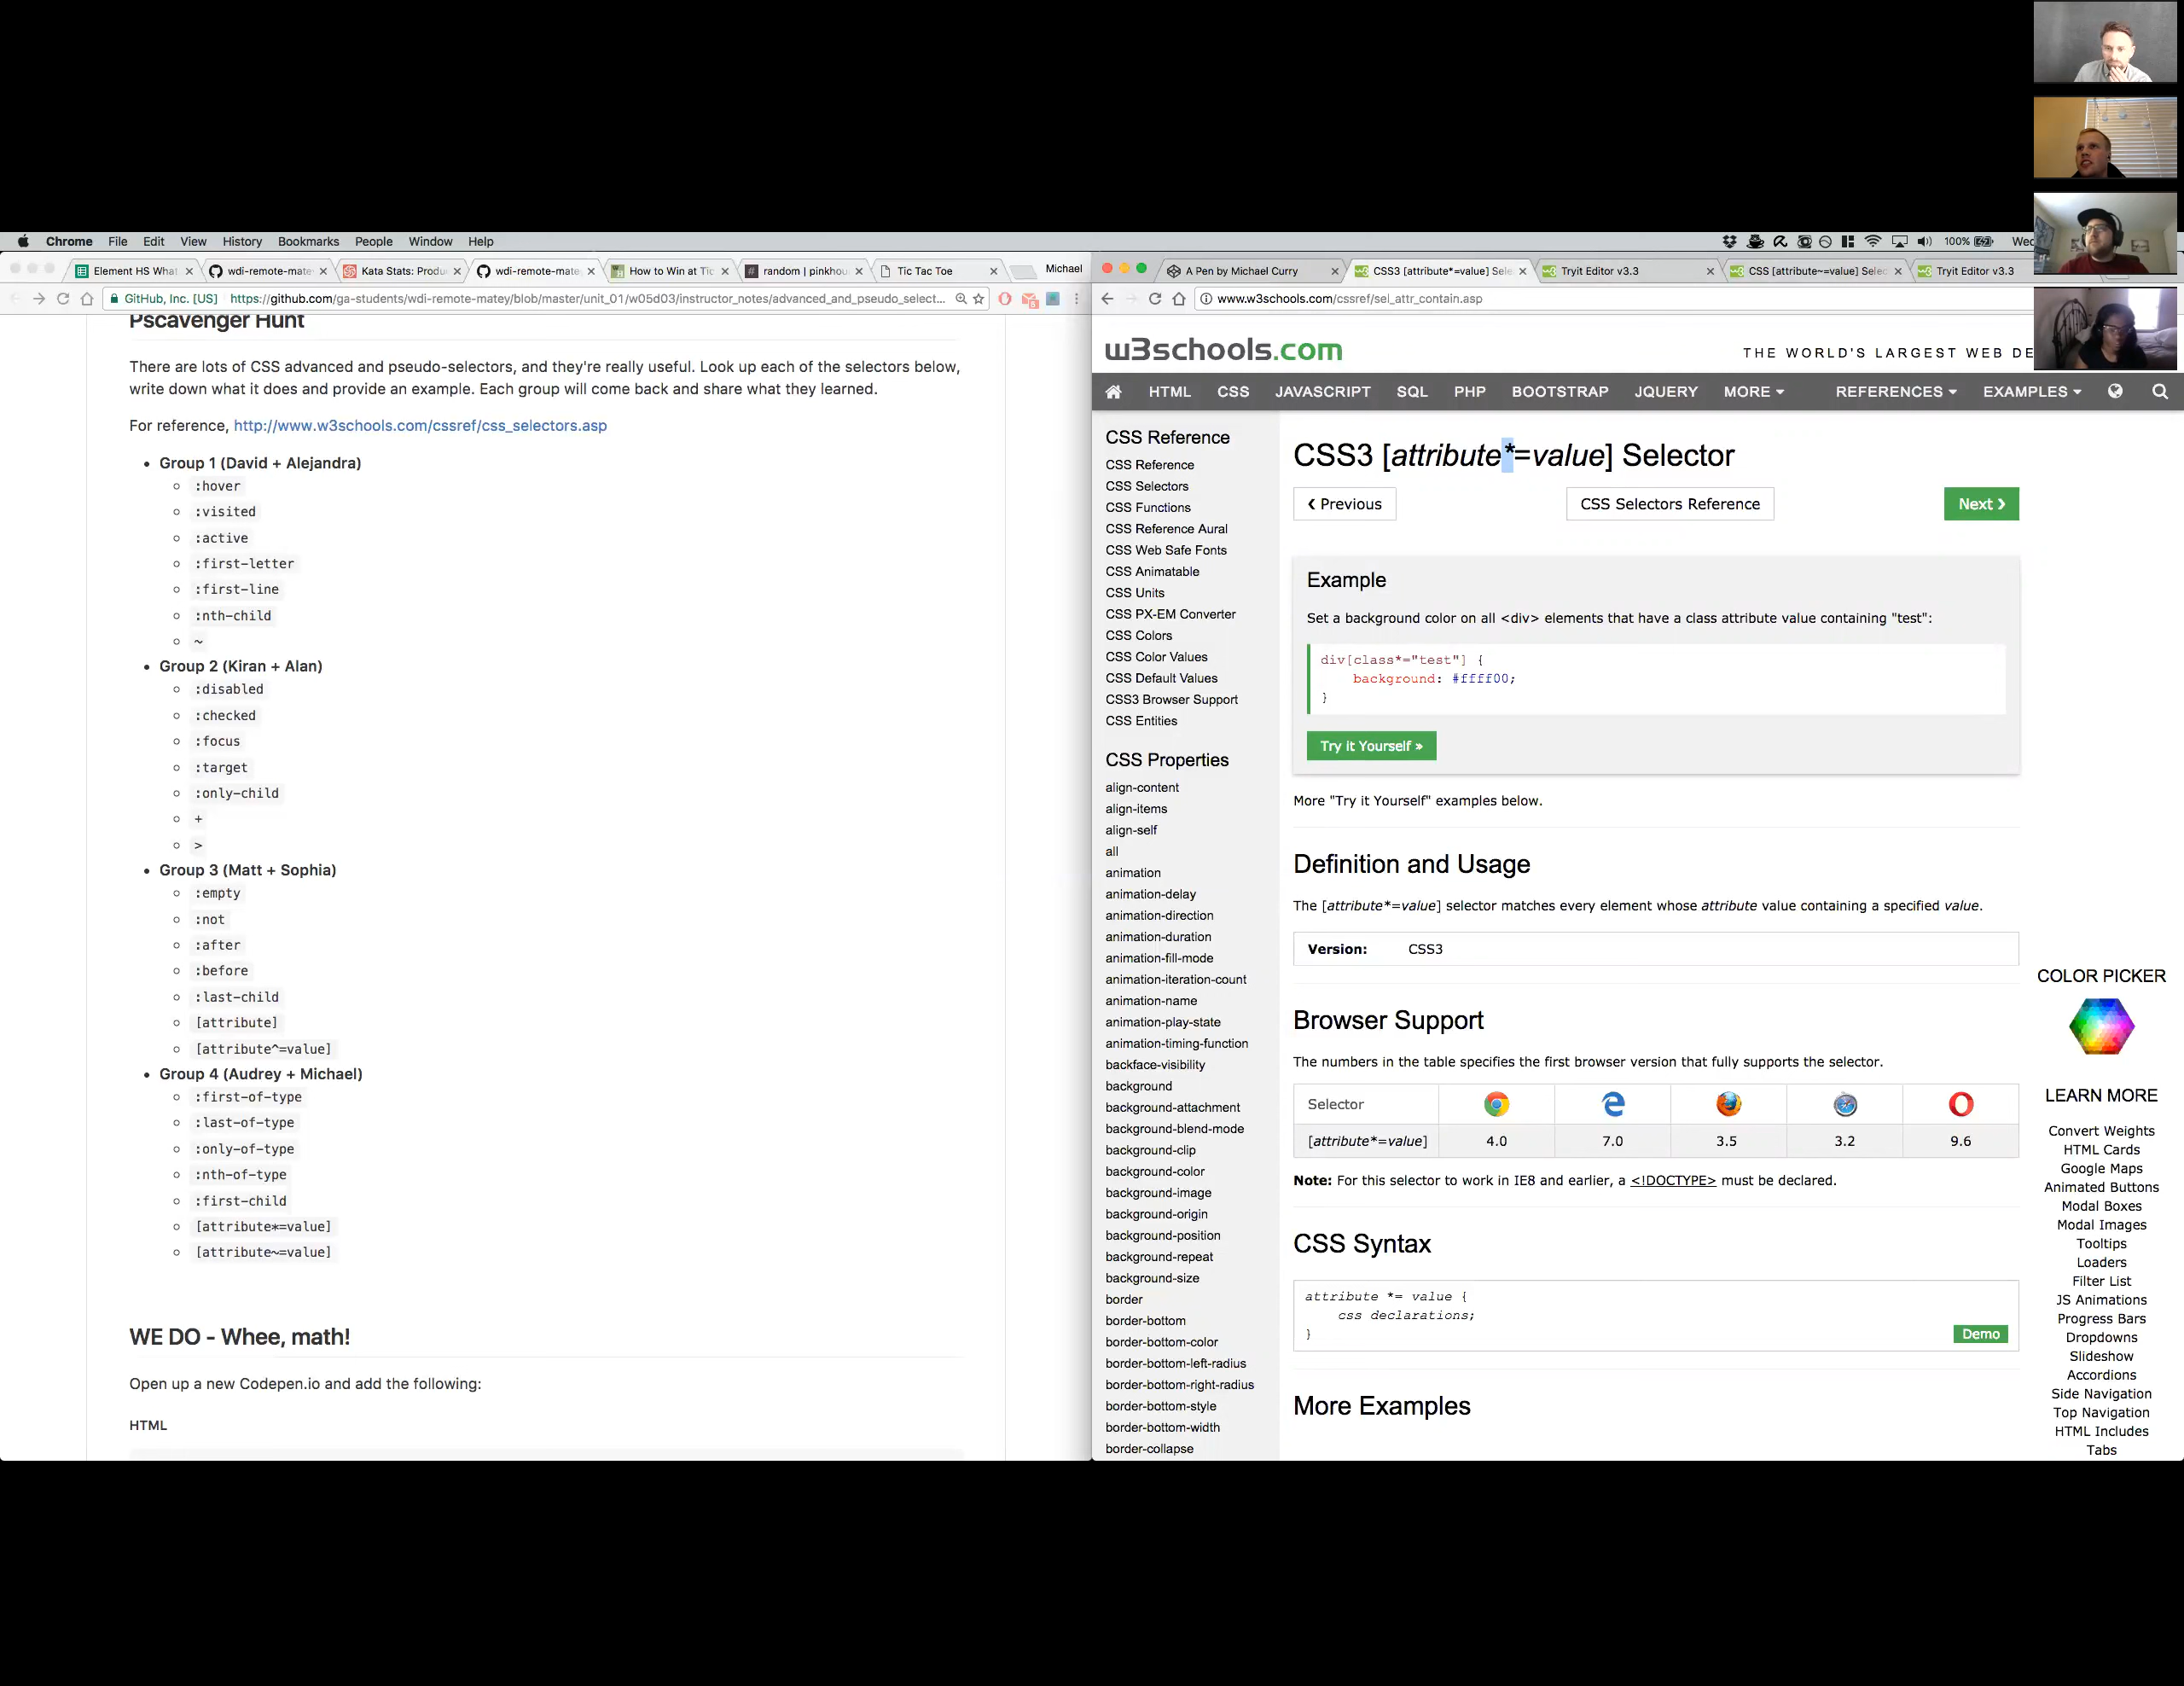 Chrome File Edit View History Bookmarks People Window Help
100%
Element HS What
wdi-remote-mate
Kata Stats: Produ
wdi-remote-mate
How to Win at Tic
random | pinkhou
Tic Tac Toe
Michael
GitHub, Inc. [US] https://github.com/ga-students/wdi-remote-matey/blob/master/unit_01/w05d03/instructor_notes/advanced_and_pseudo_select...
Pscavenger Hunt
There are lots of CSS advanced and pseudo-selectors, and they're really useful. Look up each of the selectors below,
write down what it does and provide an example. Each group will come back and share what they learned.
For reference, http://www.w3schools.com/cssref/css_selectors.asp
Group 1 (David + Alejandra)
:hover
:visited
:active
:first-letter
:first-line
:nth-child
~
Group 2 (Kiran + Alan)
:disabled
:checked
:focus
:target
:only-child
+
>
Group 3 (Matt + Sophia)
:empty
:not
:after
:before
:last-child
[attribute]
[attribute^=value]
Group 4 (Audrey + Michael)
:first-of-type
:last-of-type
:only-of-type
:nth-of-type
:first-child
[attribute*=value]
[attribute~=value]
WE DO - Whee, math!
Open up a new Codepen.io and add the following:
HTML
A Pen by Michael Curry
CSS3 [attribute*=value] Sele
Tryit Editor v3.3
CSS [attribute~=value] Selec
Tryit Editor v3.3
www.w3schools.com/cssref/sel_attr_contain.asp
w3schools.com
THE WORLD'S LARGEST WEB DE
HTML CSS JAVASCRIPT SQL PHP BOOTSTRAP JQUERY MORE REFERENCES EXAMPLES
CSS Reference
CSS Reference
CSS Selectors
CSS Functions
CSS Reference Aural
CSS Web Safe Fonts
CSS Animatable
CSS Units
CSS PX-EM Converter
CSS Colors
CSS Color Values
CSS Default Values
CSS3 Browser Support
CSS Entities
CSS Properties
align-content
align-items
align-self
all
animation
animation-delay
animation-direction
animation-duration
animation-fill-mode
animation-iteration-count
animation-name
animation-play-state
animation-timing-function
backface-visibility
background
background-attachment
background-blend-mode
background-clip
background-color
background-image
background-origin
background-position
background-repeat
background-size
border
border-bottom
border-bottom-color
border-bottom-left-radius
border-bottom-right-radius
border-bottom-style
border-bottom-width
border-collapse
CSS3 [attribute*=value] Selector
❮ Previous
CSS Selectors Reference
Next ❯
Example
Set a background color on all <div> elements that have a class attribute value containing "test":
div[class*="test"] {
background: #ffff00;
}
Try it Yourself »
More "Try it Yourself" examples below.
Definition and Usage
The [attribute*=value] selector matches every element whose attribute value containing a specified value.
Version: CSS3
Browser Support
The numbers in the table specifies the first browser version that fully supports the selector.
Selector
[attribute*=value] 4.0 7.0 3.5 3.2 9.6
Note: For this selector to work in IE8 and earlier, a <!DOCTYPE> must be declared.
CSS Syntax
attribute *= value {
css declarations;
}
Demo
More Examples
COLOR PICKER
LEARN MORE
Convert Weights
HTML Cards
Google Maps
Animated Buttons
Modal Boxes
Modal Images
Tooltips
Loaders
Filter List
JS Animations
Progress Bars
Dropdowns
Slideshow
Accordions
Side Navigation
Top Navigation
HTML Includes
Tabs